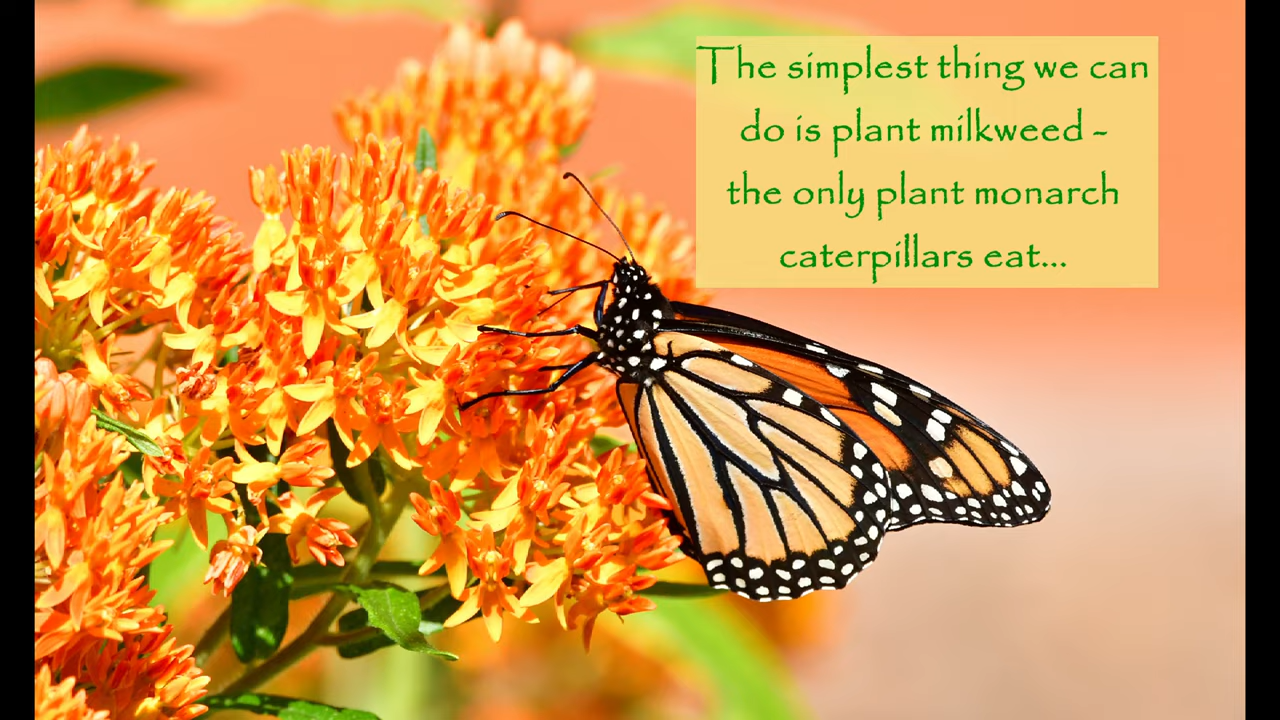 The simplest thing we can
do is plant milkweed -
the only plant monarch
caterpillars eat...